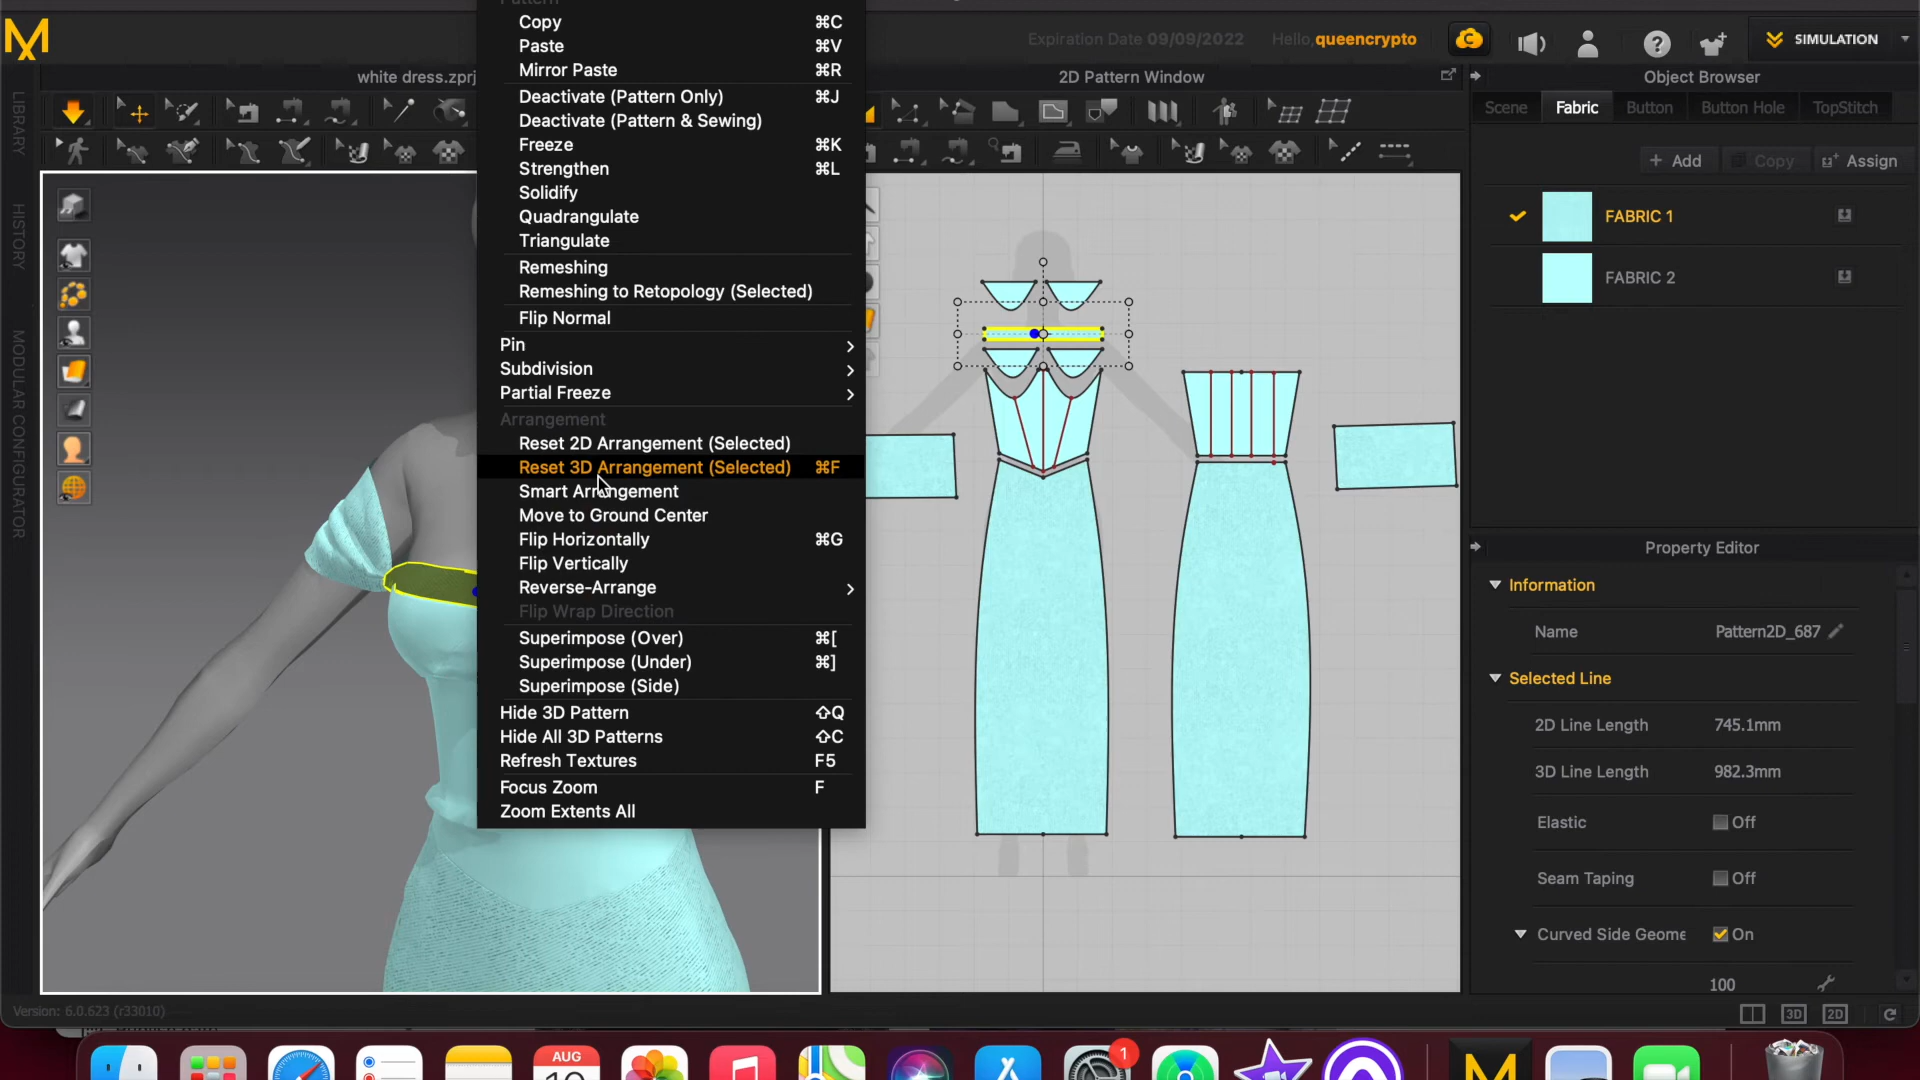 Copy ⌘C
Paste ⌘V
Mirror Paste ⌘R
Deactivate (Pattern Only) ⌘J
Deactivate (Pattern & Sewing)
Freeze ⌘K
Strengthen ⌘L
Solidify
Quadrangulate
Triangulate
Remeshing
Remeshing to Retopology (Selected)
Flip Normal
Pin
Subdivision
Partial Freeze
Arrangement
Reset 2D Arrangement (Selected)
Reset 3D Arrangement (Selected) ⌘F
Smart Arrangement
Move to Ground Center
Flip Horizontally ⌘G
Flip Vertically
Reverse-Arrange
Flip Wrap Direction
Superimpose (Over) ⌘[
Superimpose (Under) ⌘]
Superimpose (Side)
Hide 3D Pattern ⇧Q
Hide All 3D Patterns ⇧C
Refresh Textures F5
Focus Zoom F
Zoom Extents All
Expiration Date 09/09/2022 Hello, queencrypto
SIMULATION
white dress.zprj
2D Pattern Window
Object Browser
Scene Fabric Button Button Hole TopStitch
+ Add Copy Assign
FABRIC 1
FABRIC 2
Property Editor
Information
Name Pattern2D_687
Selected Line
2D Line Length 745.1mm
3D Line Length 982.3mm
Elastic Off
Seam Taping Off
Curved Side Geome On
100
LIBRARY
HISTORY
MODULAR CONFIGURATOR
Version: 6.0.623 (r33010)
3D 2D
AUG
1